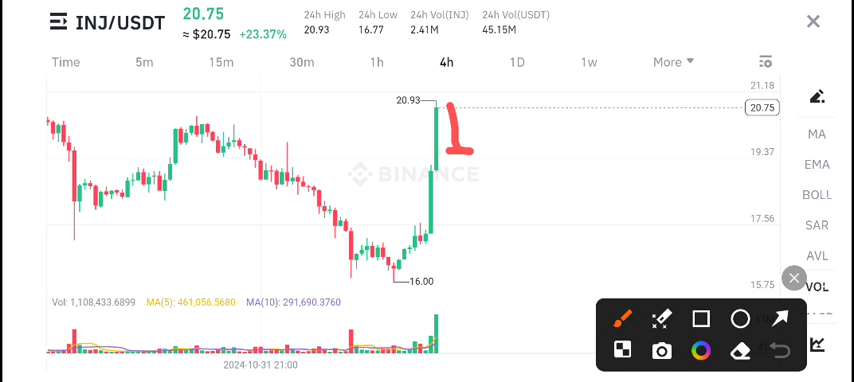 INJ/USDT
20.75
≈ $20.75 +23.37%
24h High 24h Low 24h Vol(INJ) 24h Vol(USDT)
20.93 16.77 2.41M 45.15M
Time 5m 15m 30m 1h 4h 1D 1w More
21.18
20.93
20.75
MA
19.37
EMA
BINANCE
BOLL
17.56
SAR
AVL
16.00
15.75
VOL
Vol: 1,108,433.6899 MA(5): 461,056.5680 MA(10): 291,690.3760
2024-10-31 21:00